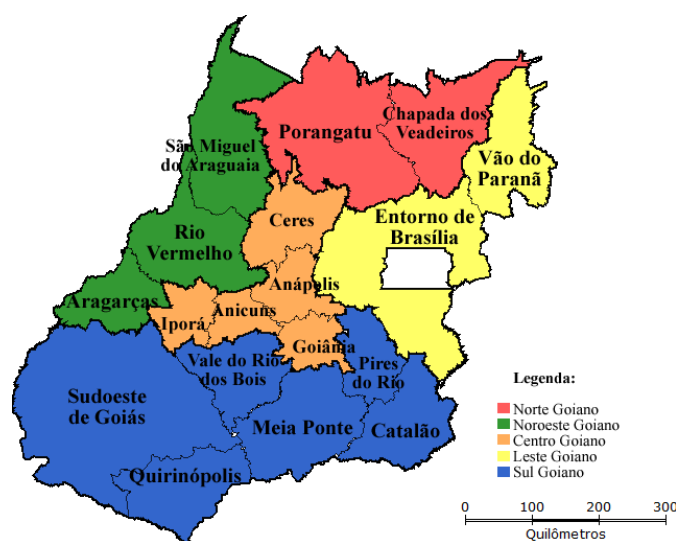 Chapada dos
Veadeiros
Porangatu
São Miguel
do Araguaia
Vão do
Paranã
Entorno de
Brasília
Ceres
Rio
Vermelho
Anápolis
Aragarças
Iporá
Anicuns
Goiânia
Vale do Rio
dos Bois
Pires
do Rio
Sudoeste
de Goiás
Meia Ponte
Catalão
Quirinópolis
Legenda:
Norte Goiano
Noroeste Goiano
Centro Goiano
Leste Goiano
Sul Goiano
0 100 200 300
Quilômetros